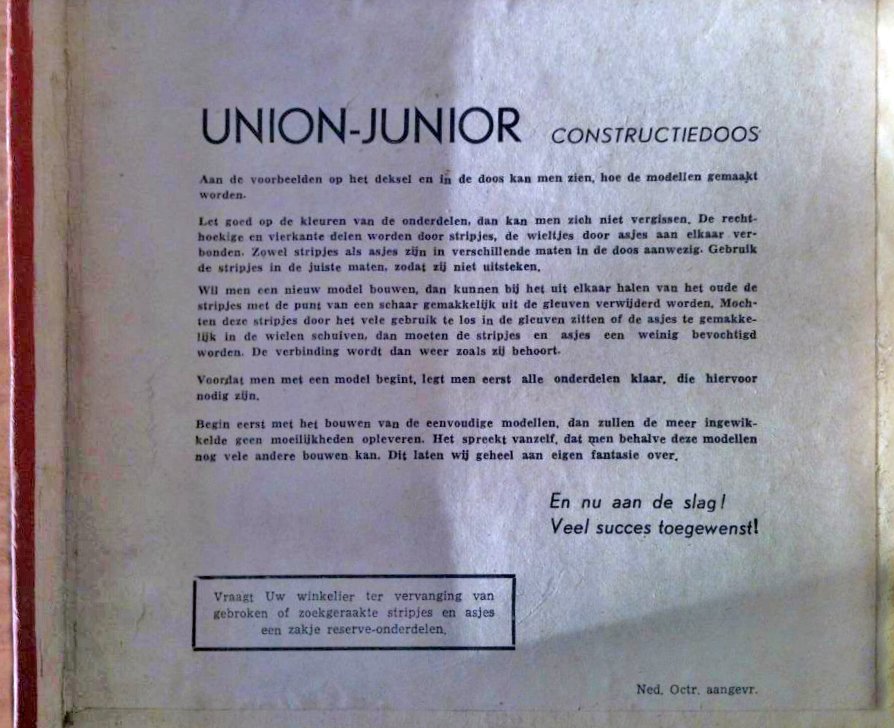 UNION-JUNIOR CONSTRUCTIEDOOS
Aan de voorbeelden op het deksel en in de doos kan men zien, hoe de modellen gemaakt
worden.
Let goed op de kleuren van de onderdelen, dan kan men zich niet vergissen. De recht-
hoekige en vierkante delen worden door stripjes, de wieltjes door asjes aan elkaar ver-
bonden. Zowel stripjes als asjes zijn in verschillende maten in de doos aanwezig. Gebruik
de stripjes in de juiste maten, zodat zij niet uitsteken.
Wil men een nieuw model bouwen, dan kunnen bij het uit elkaar halen van het oude de
stripjes met de punt van een schaar gemakkelijk uit de gleuven verwijderd worden. Moch-
ten deze stripjes door het vele gebruik te los in de gleuven zitten of de asjes te gemakke-
lijk in de wielen schuiven, dan moeten de stripjes en asjes een weinig bevochtigd
worden. De verbinding wordt dan weer zoals zij behoort.
Voordat men met een model begint, legt men eerst alle onderdelen klaar, die hiervoor
nodig zijn.
Begin eerst met het bouwen van de eenvoudige modellen, dan zullen de meer ingewik-
kelde geen moeilijkheden opleveren. Het spreekt vanzelf, dat men behalve deze modellen
nog vele andere bouwen kan. Dit laten wij geheel aan eigen fantasie over.
En nu aan de slag!
Veel succes toegewenst!
Vraagt Uw winkelier ter vervanging van
gebroken of zoekgeraakte stripjes en asjes
een zakje reserve-onderdelen.
Ned. Octr. aangevr.